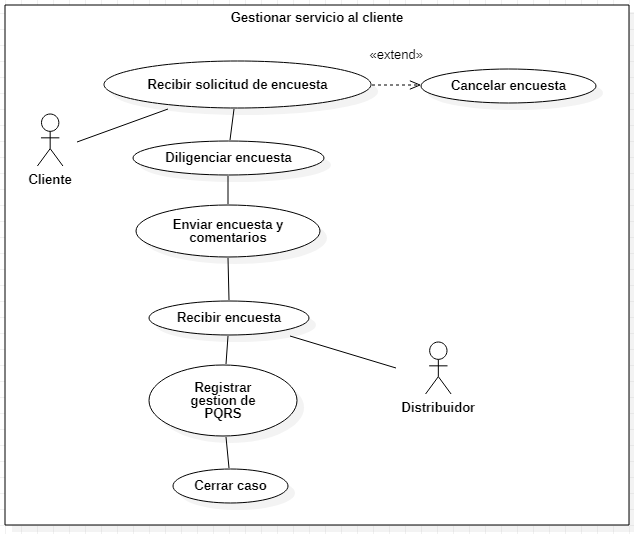 Gestionar servicio al cliente
«extend»
Recibir solicitud de encuesta
Cancelar encuesta
Diligenciar encuesta
Cliente
Enviar encuesta y
comentarios
Recibir encuesta
Registrar
gestion de
PQRS
Distribuidor
Cerrar caso